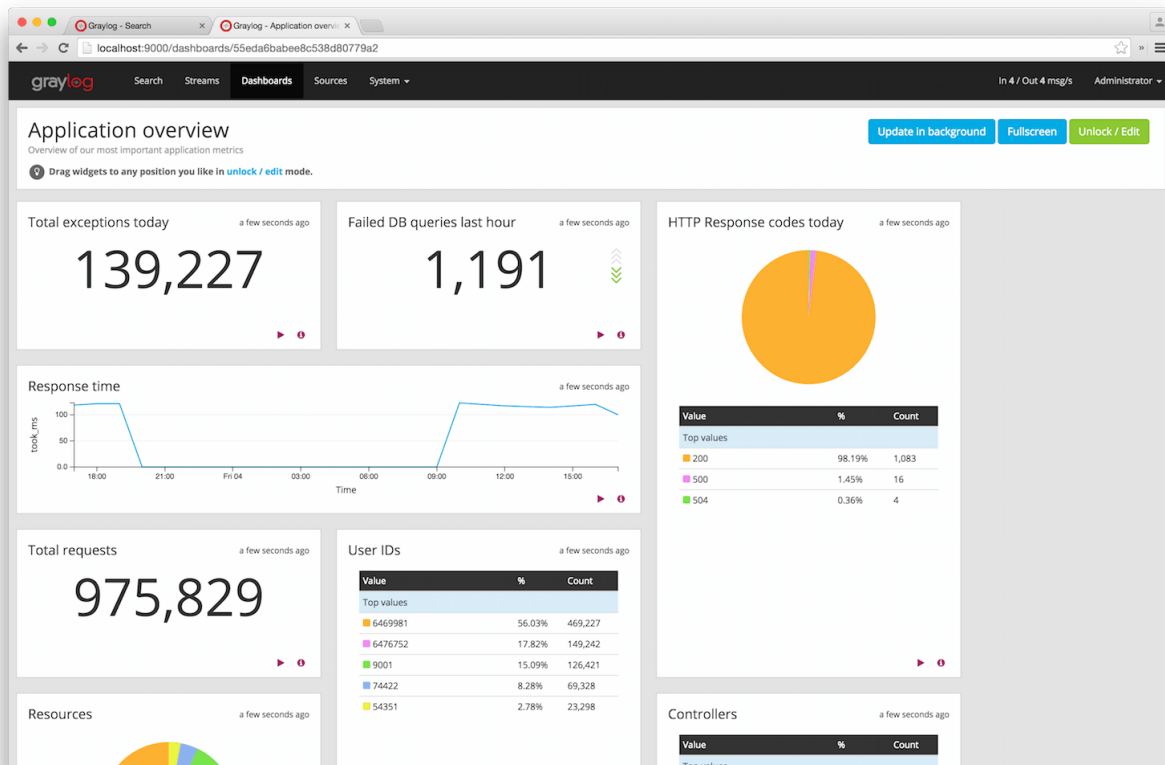 Graylog - Search
Graylog - Application overvi
localhost:9000/dashboards/55eda6babee8c538d80779a2
graylog Search Streams Dashboards Sources System In 4 / Out 4 msg/s Administrator
Application overview
Update in background Fullscreen Unlock / Edit
Overview of our most important application metrics
Drag widgets to any position you like in unlock / edit mode.
Total exceptions today a few seconds ago
139,227
Failed DB queries last hour a few seconds ago
1,191
HTTP Response codes today a few seconds ago
Value % Count
Top values
200 98.19% 1,083
500 1.45% 16
504 0.36% 4
Response time a few seconds ago
took_ms
100
50
0.0
18:00 21:00 Fri 04 03:00 06:00 09:00 12:00 15:00
Time
Total requests a few seconds ago
975,829
User IDs a few seconds ago
Value % Count
Top values
6469981 56.03% 469,227
6476752 17.82% 149,242
9001 15.09% 126,421
74422 8.28% 69,328
54351 2.78% 23,298
Resources a few seconds ago
Controllers a few seconds ago
Value % Count